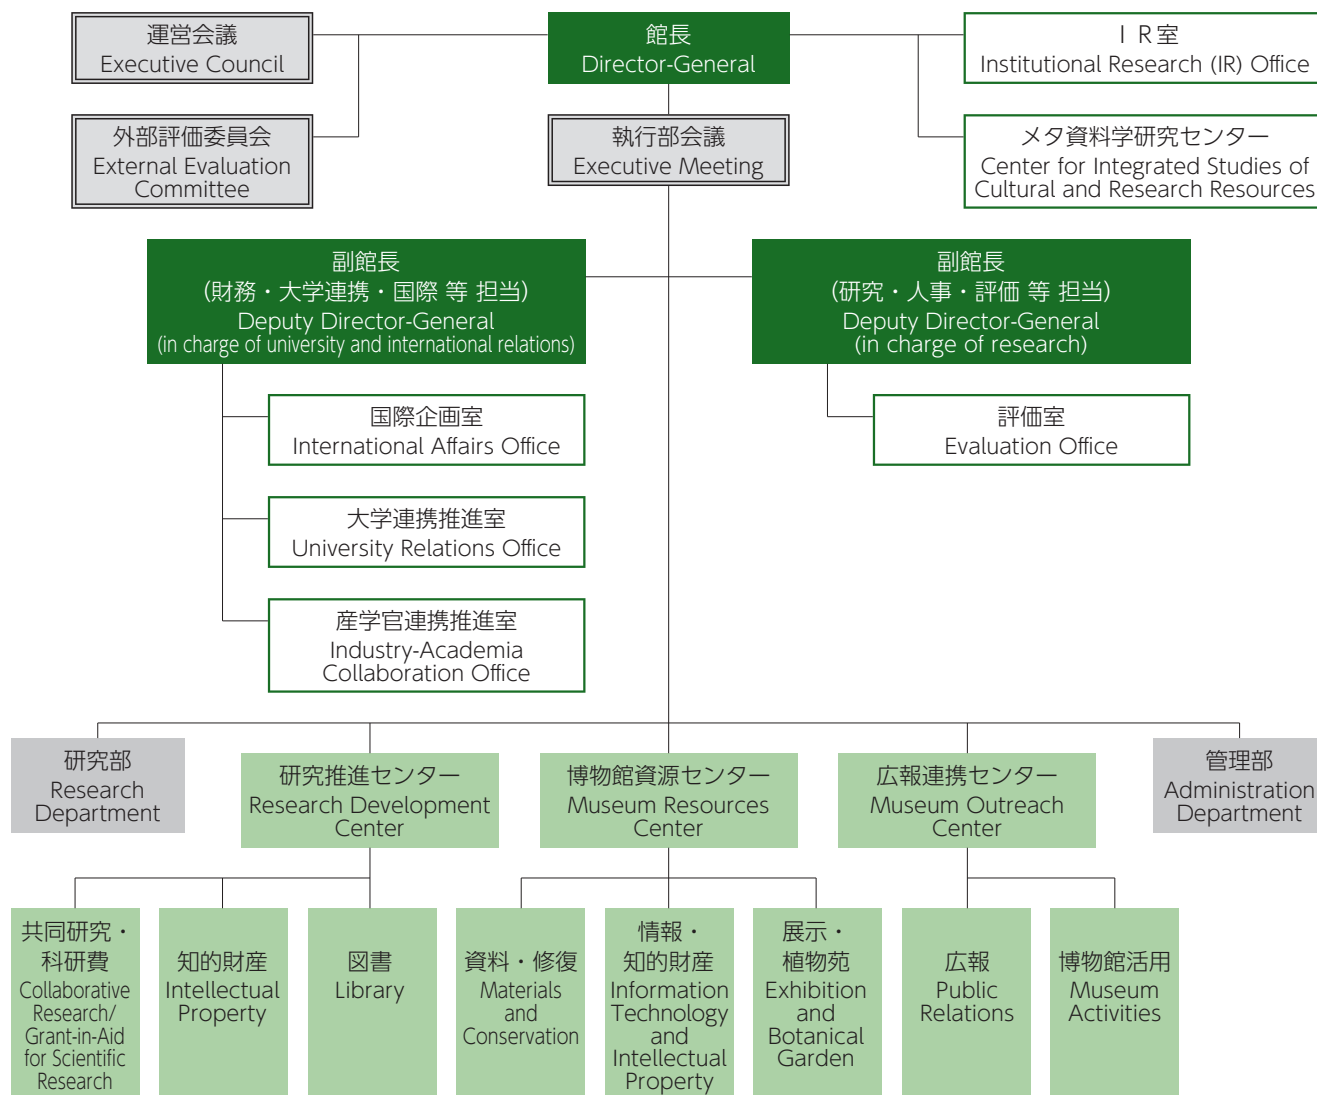 運営会議
Executive Council
館長
Director-General
ＩＲ室
Institutional Research (IR) Office
外部評価委員会
External Evaluation
Committee
執行部会議
Executive Meeting
メタ資料学研究センター
Center for Integrated Studies of
Cultural and Research Resources
副館長
（財務・大学連携・国際 等 担当）
Deputy Director-General
(in charge of university and international relations)
副館長
（研究・人事・評価 等 担当）
Deputy Director-General
(in charge of research)
国際企画室
International Affairs Office
評価室
Evaluation Office
大学連携推進室
University Relations Office
産学官連携推進室
Industry-Academia
Collaboration Office
研究部
Research
Department
研究推進センター
Research Development
Center
博物館資源センター
Museum Resources
Center
広報連携センター
Museum Outreach
Center
管理部
Administration
Department
共同研究・
科研費
Collaborative
Research/
Grant-in-Aid
for Scientific
Research
知的財産
Intellectual
Property
図書
Library
資料・修復
Materials
and
Conservation
情報・
知的財産
Information
Technology
and
Intellectual
Property
展示・
植物苑
Exhibition
and
Botanical
Garden
広報
Public
Relations
博物館活用
Museum
Activities